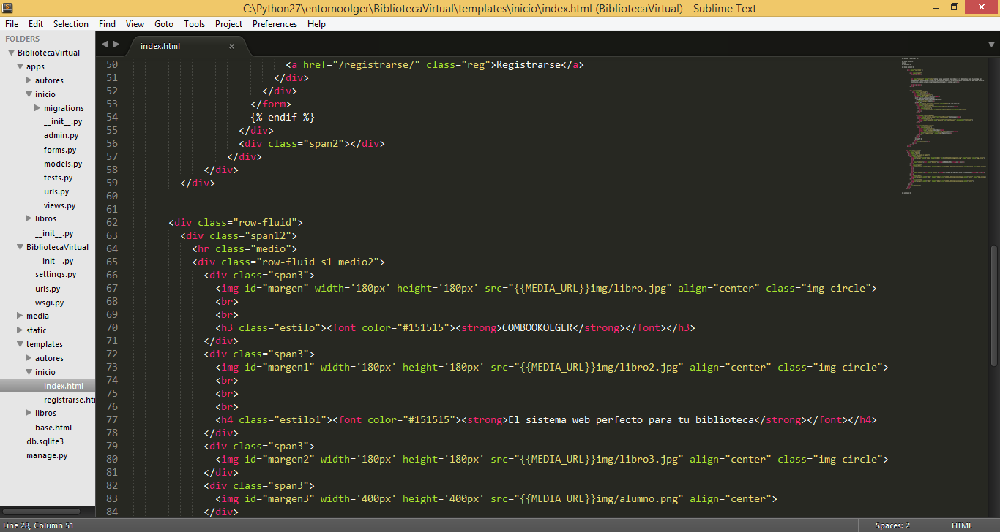 C:\Python27\entornoolger\BibliotecaVirtual\templates\inicio\index.html (BibliotecaVirtual) - Sublime Text
File Edit Selection Find View Goto Tools Project Preferences Help
FOLDERS
BibliotecaVirtual
apps
autores
inicio
migrations
__init__.py
admin.py
forms.py
models.py
tests.py
urls.py
views.py
libros
__init__.py
BibliotecaVirtual
__init__.py
settings.py
urls.py
wsgi.py
media
static
templates
autores
inicio
index.html
registrarse.htm
libros
base.html
db.sqlite3
manage.py
index.html
50 <a href="/registrarse/" class="reg">Registrarse</a>
51 </div>
52 </div>
53 </form>
54 {% endif %}
55 </div>
56 <div class="span2"></div>
57 </div>
58 </div>
59 </div>
60
61
62 <div class="row-fluid">
63 <div class="span12">
64 <hr class="medio">
65 <div class="row-fluid s1 medio2">
66 <div class="span3">
67 <img id="margen" width='180px' height='180px' src="{{MEDIA_URL}}img/libro.jpg" align="center" class="img-circle">
68 <br>
69 <br>
70 <h3 class="estilo"><font color="#151515"><strong>COMBOOKOLGER</strong></font></h3>
71 </div>
72 <div class="span3">
73 <img id="margen1" width='180px' height='180px' src="{{MEDIA_URL}}img/libro2.jpg" align="center" class="img-circle">
74 <br>
75 <br>
76 <br>
77 <h4 class="estilo1"><font color="#151515"><strong>El sistema web perfecto para tu biblioteca</strong></font></h4>
78 </div>
79 <div class="span3">
80 <img id="margen2" width='180px' height='180px' src="{{MEDIA_URL}}img/libro3.jpg" align="center" class="img-circle">
81 </div>
82 <div class="span3">
83 <img id="margen3" width='400px' height='400px' src="{{MEDIA_URL}}img/alumno.png" align="center">
84 </div>
Line 28, Column 51
Spaces: 2
HTML